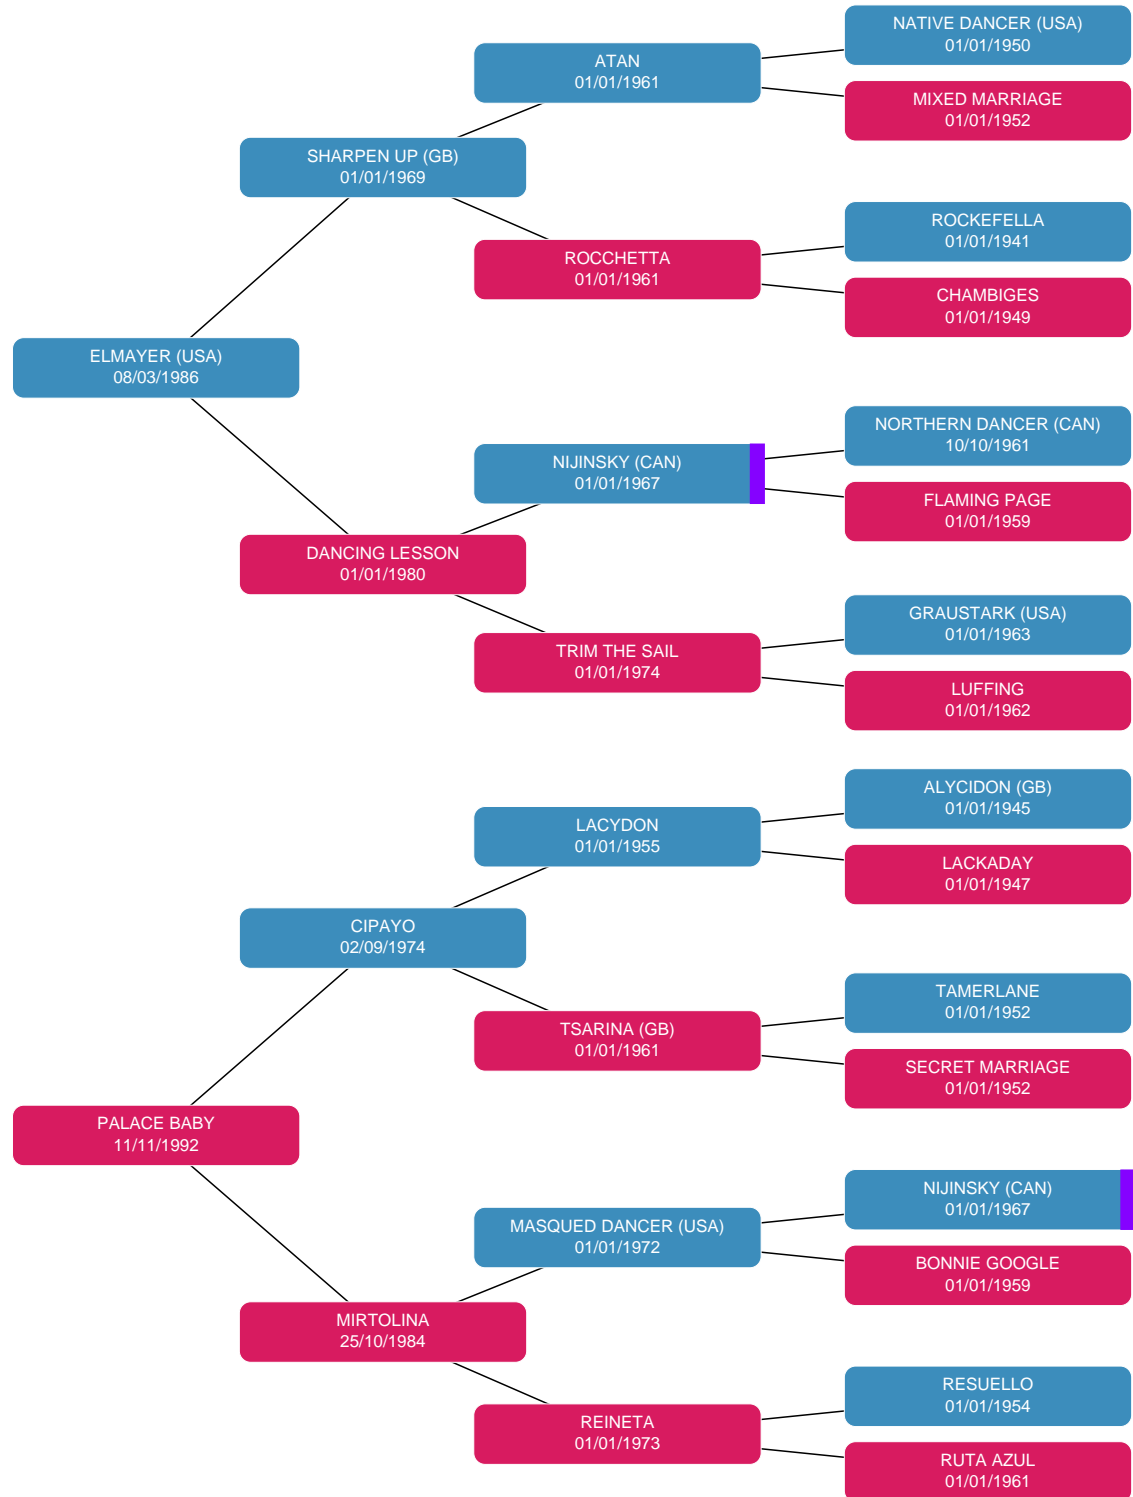 NATIVE DANCER (USA)
01/01/1950
ATAN
01/01/1961
MIXED MARRIAGE
01/01/1952
SHARPEN UP (GB)
01/01/1969
ROCKEFELLA
01/01/1941
ROCCHETTA
01/01/1961
CHAMBIGES
01/01/1949
ELMAYER (USA)
08/03/1986
NORTHERN DANCER (CAN)
10/10/1961
NIJINSKY (CAN)
01/01/1967
FLAMING PAGE
01/01/1959
DANCING LESSON
01/01/1980
GRAUSTARK (USA)
01/01/1963
TRIM THE SAIL
01/01/1974
LUFFING
01/01/1962
ALYCIDON (GB)
01/01/1945
LACYDON
01/01/1955
LACKADAY
01/01/1947
CIPAYO
02/09/1974
TAMERLANE
01/01/1952
TSARINA (GB)
01/01/1961
SECRET MARRIAGE
01/01/1952
PALACE BABY
11/11/1992
NIJINSKY (CAN)
01/01/1967
MASQUED DANCER (USA)
01/01/1972
BONNIE GOOGLE
01/01/1959
MIRTOLINA
25/10/1984
RESUELLO
01/01/1954
REINETA
01/01/1973
RUTA AZUL
01/01/1961